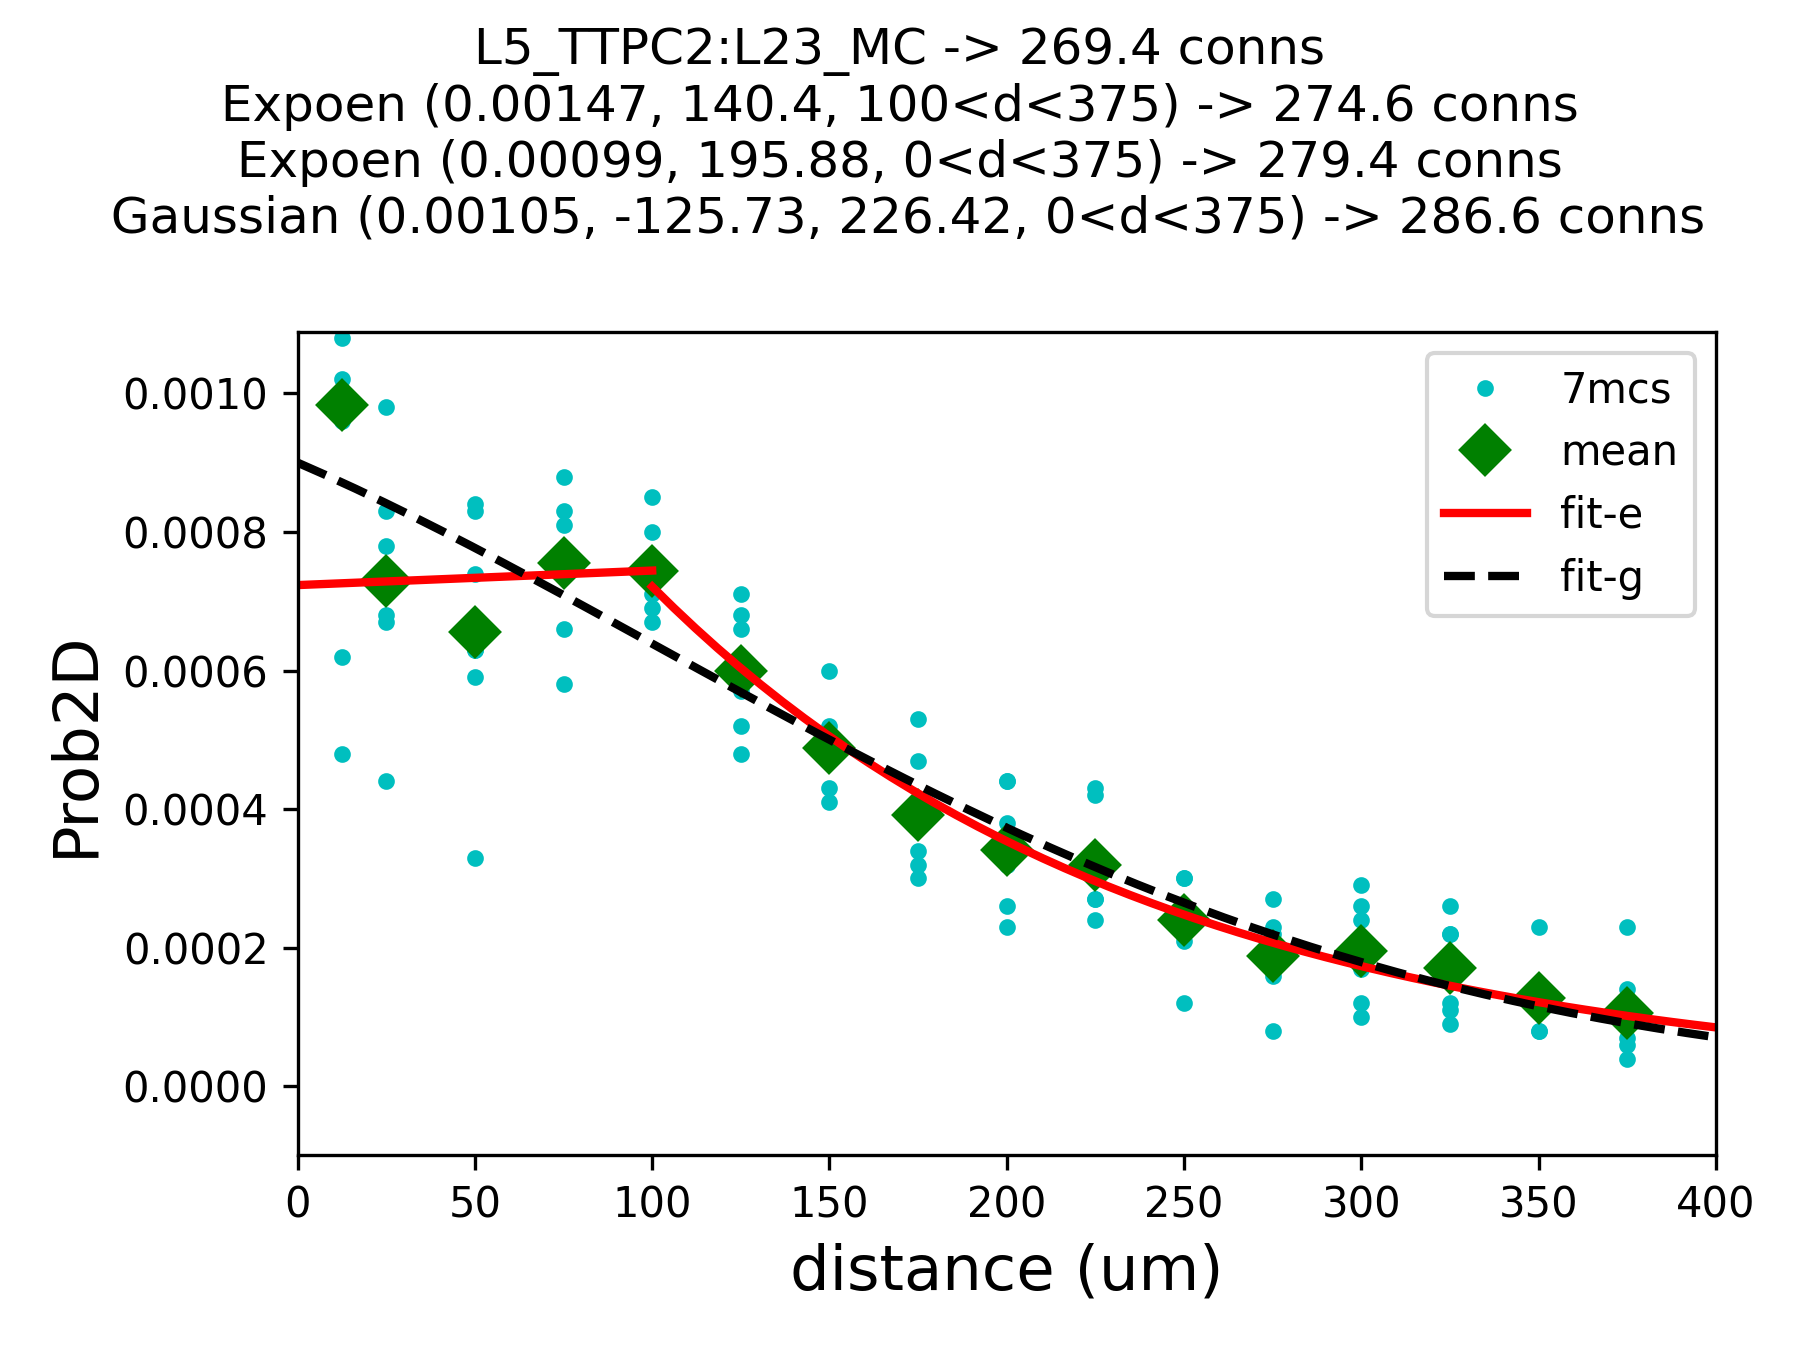 L5_TTPC2:L23_MC -> 269.4 conns
Expoen (0.00147, 140.4, 100<d<375) -> 274.6 conns
Expoen (0.00099, 195.88, 0<d<375) -> 279.4 conns
Gaussian (0.00105, -125.73, 226.42, 0<d<375) -> 286.6 conns
7mcs
mean
fit-e
fit-g
Prob2D
0.0010
0.0008
0.0006
0.0004
0.0002
0.0000
0 50 100 150 200 250 300 350 400
distance (um)